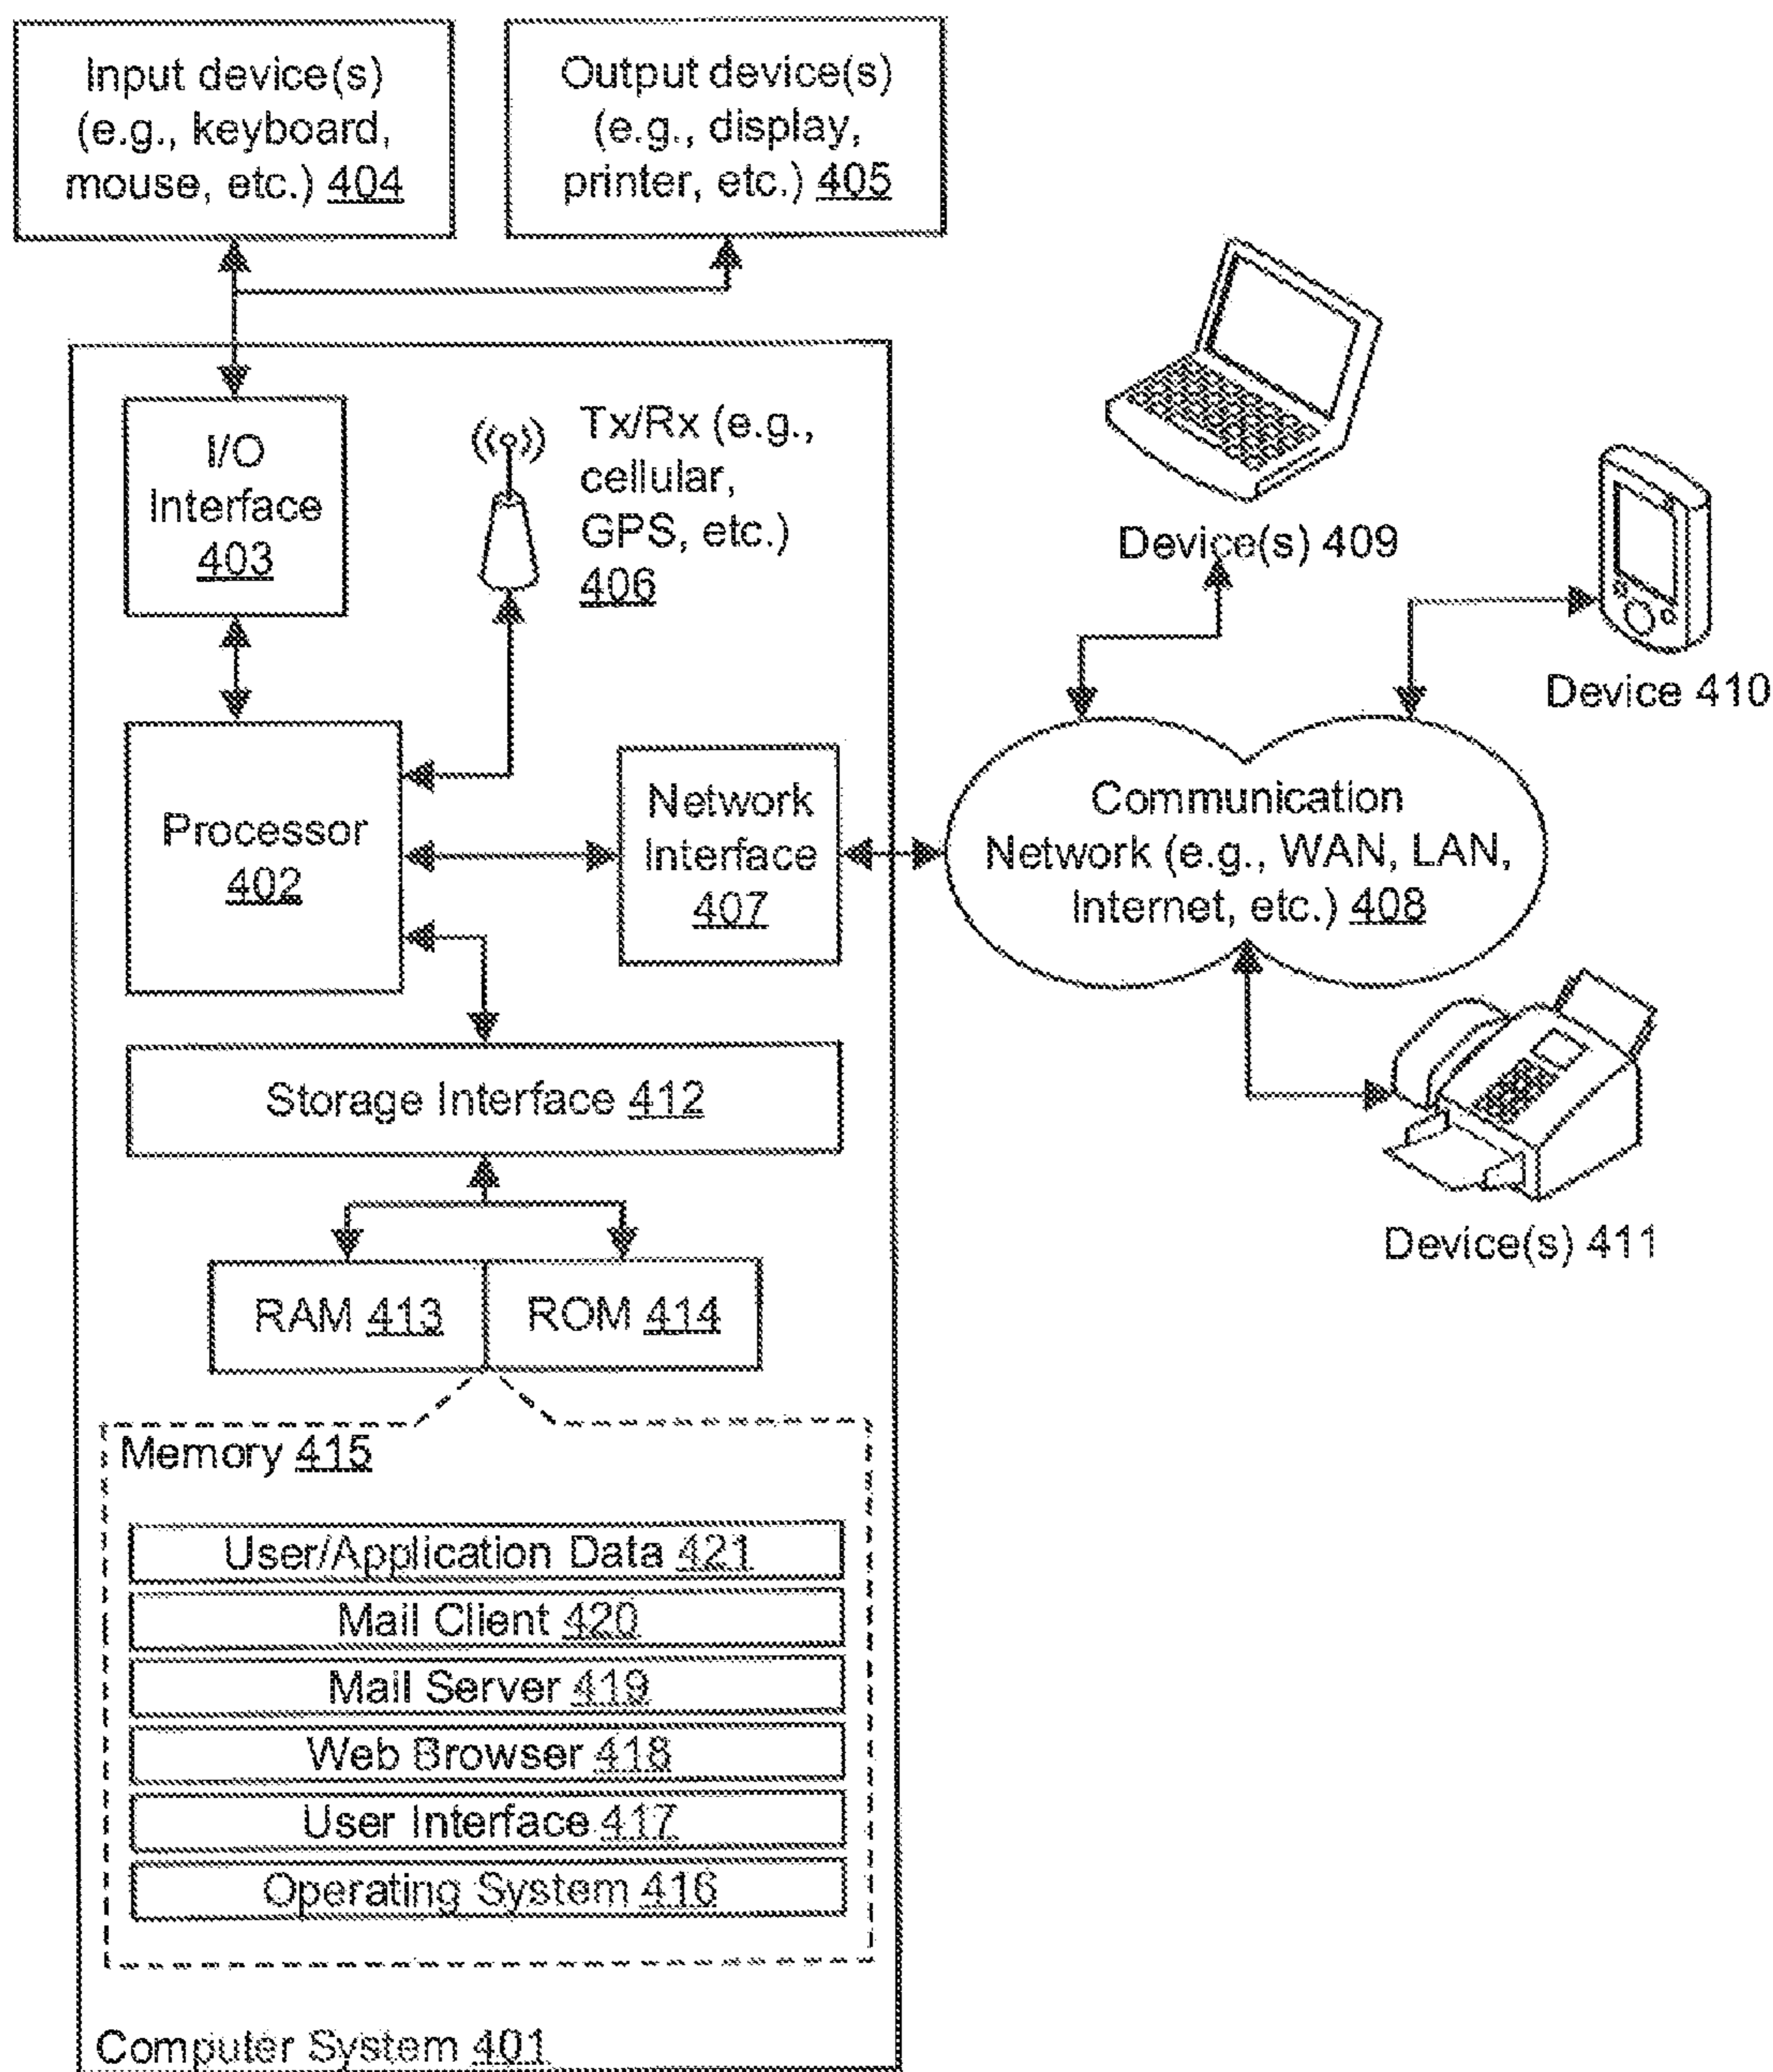 Input device(s)
(e.g., keyboard,
mouse, etc.) 404
Output device(s)
(e.g., display,
printer, etc.) 405
I/O
Interface
403
Tx/Rx (e.g.,
cellular,
GPS, etc.)
406
Device(s) 409
Device 410
Processor
402
Network
Interface
407
Communication
Network (e.g., WAN, LAN,
Internet, etc.) 408
Storage Interface 412
Device(s) 411
RAM 413
ROM 414
Memory 415
User/Application Data 421
Mail Client 420
Mail Server 419
Web Browser 418
User Interface 417
Operating System 416
Computer System 401